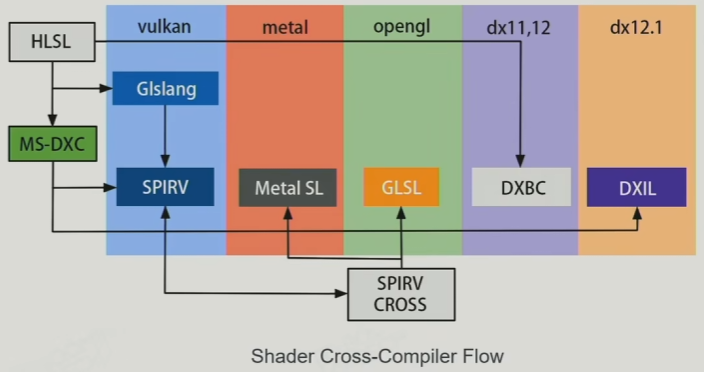 vulkan
metal
opengl
dx11,12
dx12.1
HLSL
Glslang
MS-DXC
SPIRV
Metal SL
GLSL
DXBC
DXIL
SPIRV
CROSS
Shader Cross-Compiler Flow